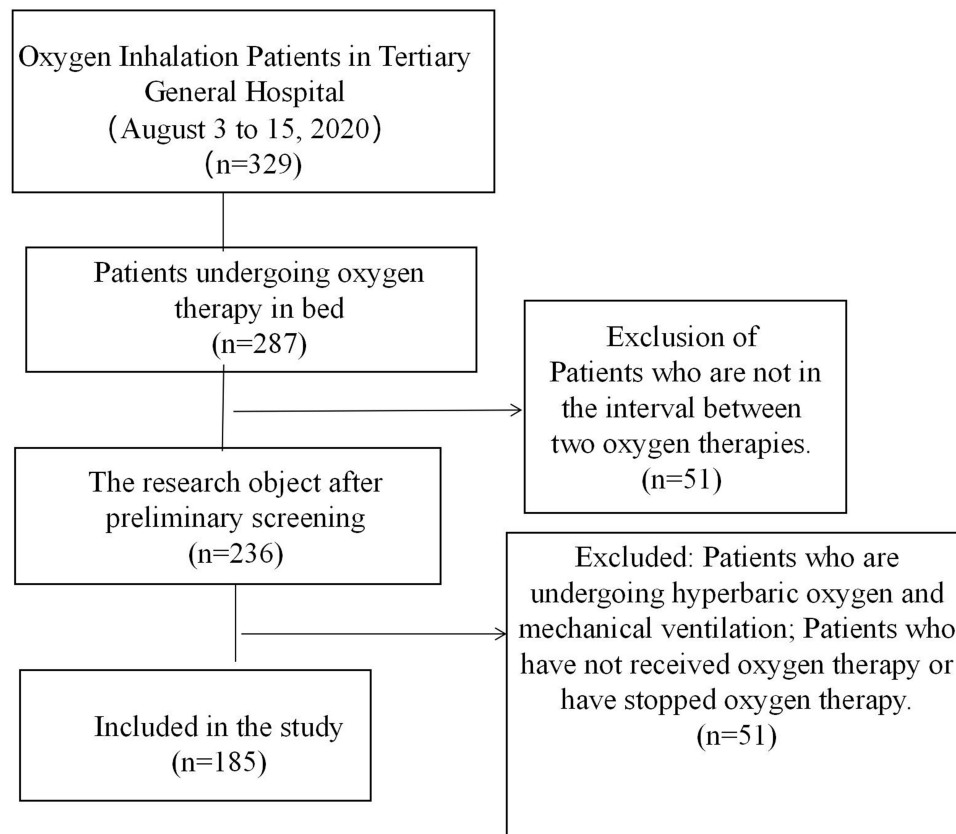 Oxygen Inhalation Patients in Tertiary
General Hospital
（August 3 to 15, 2020）
（n=329)
Patients undergoing oxygen
therapy in bed
(n=287)
Exclusion of
Patients who are not in
the interval between
two oxygen therapies.
(n=51)
The research object after
preliminary screening
(n=236)
Excluded: Patients who are
undergoing hyperbaric oxygen and
mechanical ventilation; Patients who
have not received oxygen therapy or
have stopped oxygen therapy.
(n=51)
Included in the study
(n=185)